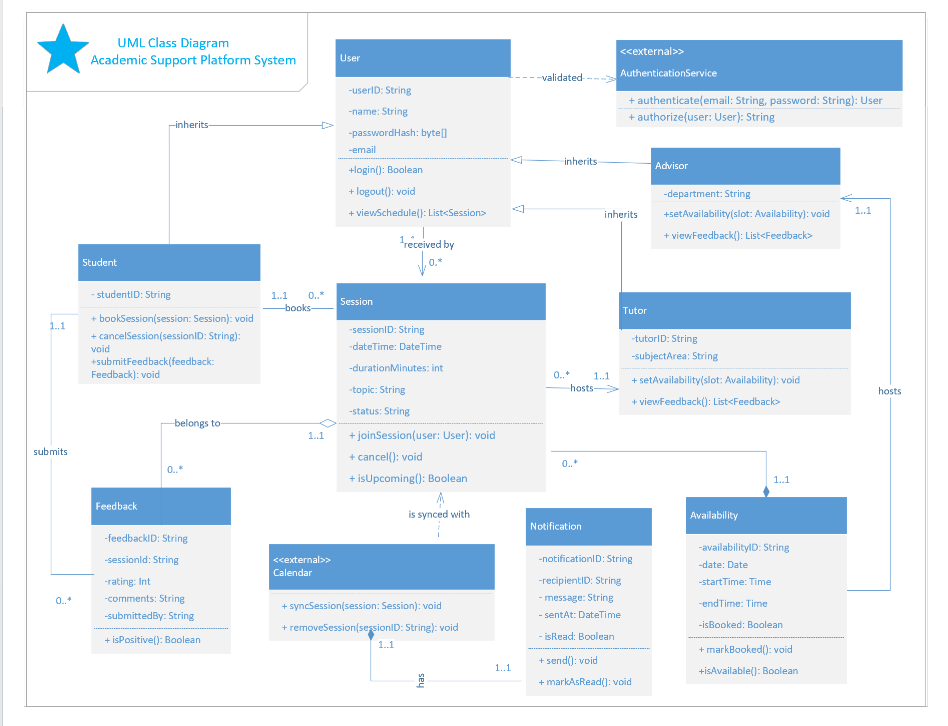 UML Class Diagram
Academic Support Platform System
User
-userID: String
-name: String
-passwordHash: byte[]
-email
+login(): Boolean
+ logout(): void
+ viewSchedule(): List<Session>
validated
<<external>>
AuthenticationService
+ authenticate(email: String, password: String): User
+ authorize(user: User): String
inherits
inherits
inherits
Advisor
-department: String
+setAvailability(slot: Availability): void
+ viewFeedback(): List<Feedback>
1..1
1..*
received by
0..*
Student
- studentID: String
+ bookSession(session: Session): void
+ cancelSession(sessionID: String):
void
+submitFeedback(feedback:
Feedback): void
1..1
0..*
books
Session
-sessionID: String
-dateTime: DateTime
-durationMinutes: int
-topic: String
-status: String
+ joinSession(user: User): void
+ cancel(): void
+ isUpcoming(): Boolean
0..*
1..1
hosts
Tutor
-tutorID: String
-subjectArea: String
+ setAvailability(slot: Availability): void
+ viewFeedback(): List<Feedback>
hosts
1..1
submits
0..*
belongs to
1..1
0..*
0..*
1..1
Feedback
-feedbackID: String
-sessionId: String
-rating: Int
-comments: String
-submittedBy: String
+ isPositive(): Boolean
is synced with
<<external>>
Calendar
+ syncSession(session: Session): void
+ removeSession(sessionID: String): void
1..1
1..1
has
Notification
-notificationID: String
-recipientID: String
- message: String
- sentAt: DateTime
- isRead: Boolean
+ send(): void
+ markAsRead(): void
Availability
-availabilityID: String
-date: Date
-startTime: Time
-endTime: Time
-isBooked: Boolean
+ markBooked(): void
+isAvailable(): Boolean